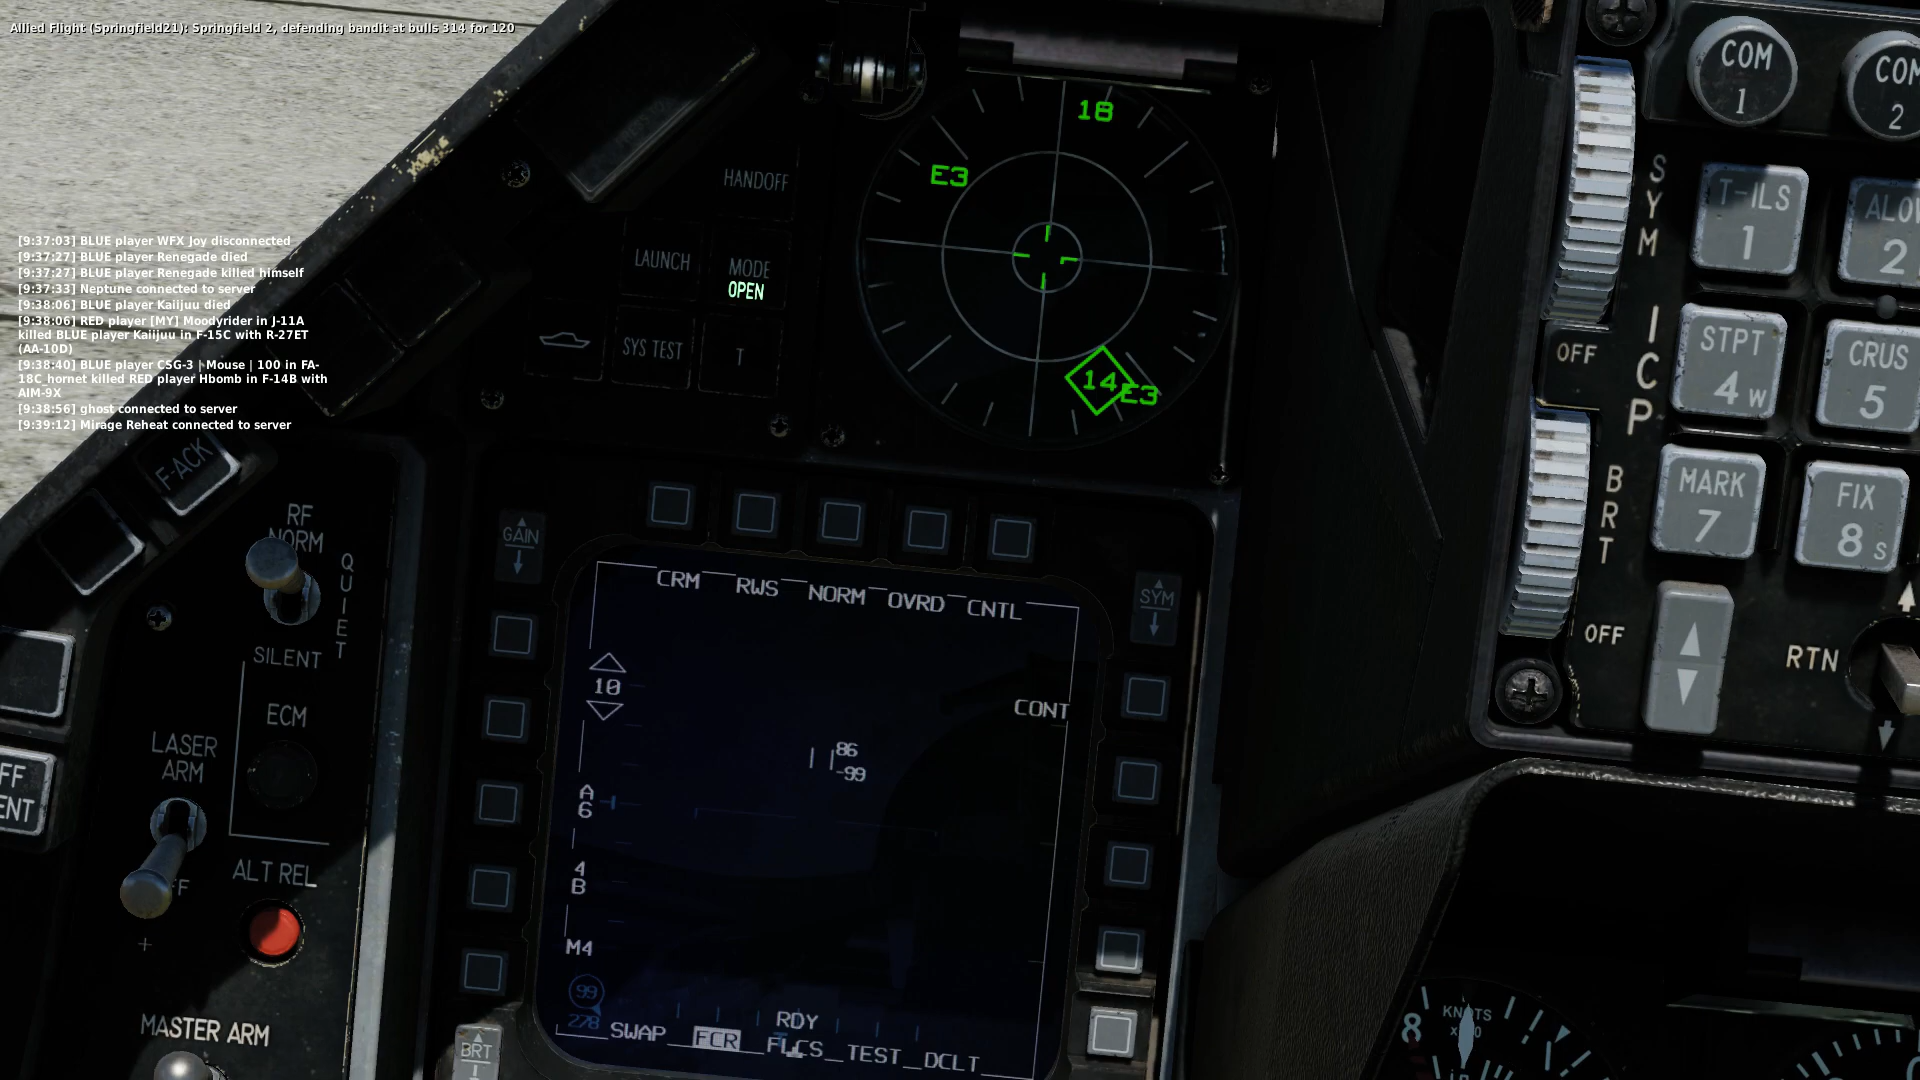 Allied Flight (Springfield21): Springfield 2, defending bandit at bulls 314 for 120
[9:37:03] BLUE player WFX Joy disconnected
[9:37:27] BLUE player Renegade died
[9:37:27] BLUE player Renegade killed himself
[9:37:33] Neptune connected to server
[9:38:06] BLUE player Kaiijuu died
[9:38:06] RED player [MY] Moodyrider in J-11A
killed BLUE player Kaiijuu in F-15C with R-27ET
(AA-10D)
[9:38:40] BLUE player CSG-3 | Mouse | 100 in FA-
18C_hornet killed RED player Hbomb in F-14B with
AIM-9X
[9:38:56] ghost connected to server
[9:39:12] Mirage Reheat connected to server
18
E3
14
E3
HANDOFF
LAUNCH
MODE
OPEN
SYS TEST
T
F-ACK
RF
NORM
QUIET
SILENT
ECM
LASER
ARM
FF
ENT
ALT REL
MASTER ARM
GAIN
SYM
BRT
CRM RWS NORM OVRD CNTL
10
CONT
86
-99
A
6
4
B
M4
99
278
RDY
SWAP FCR FLCS TEST DCLT
COM
1
COM
2
SYM
T-ILS
1
ALOW
2
ICP
OFF
STPT
4 W
CRUS
5
BRT
MARK
7
FIX
8 S
OFF
RTN
8
KNOTS